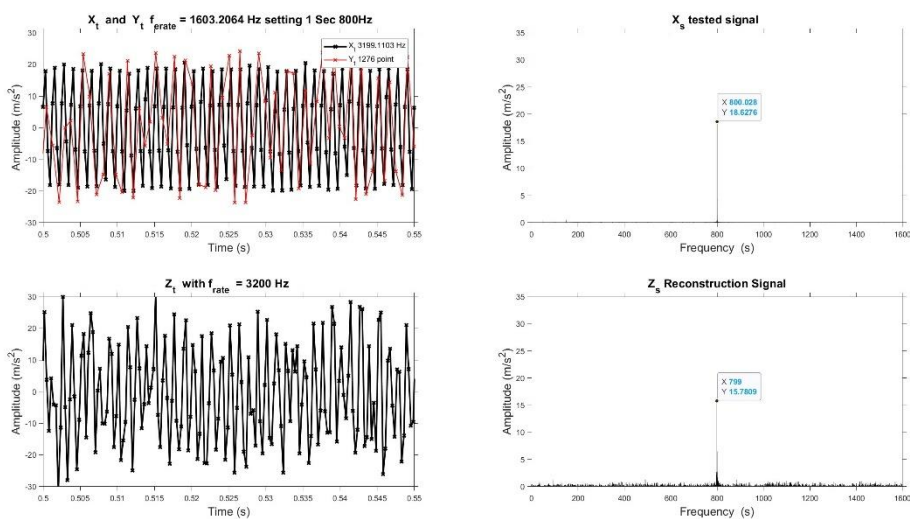 X_t and Y_t f_erate = 1603.2064 Hz setting 1 Sec 800Hz
X_t 3199.1103 Hz
Y_t 1276 point
Amplitude (m/s²)
30
20
10
0
-10
-20
-30
0.5 0.505 0.51 0.515 0.52 0.525 0.53 0.535 0.54 0.545 0.55
Time (s)
X_s tested signal
X 800.028
Y 18.6276
Amplitude (m/s²)
35
30
25
20
15
10
5
0
0 200 400 600 800 1000 1200 1400 1600
Frequency (s)
Z_t with f_rate = 3200 Hz
Amplitude (m/s²)
30
20
10
0
-10
-20
-30
0.5 0.505 0.51 0.515 0.52 0.525 0.53 0.535 0.54 0.545 0.55
Time (s)
Z_s Reconstruction Signal
X 799
Y 15.7809
Amplitude (m/s²)
35
30
25
20
15
10
5
0
0 200 400 600 800 1000 1200 1400 1600
Frequency (s)